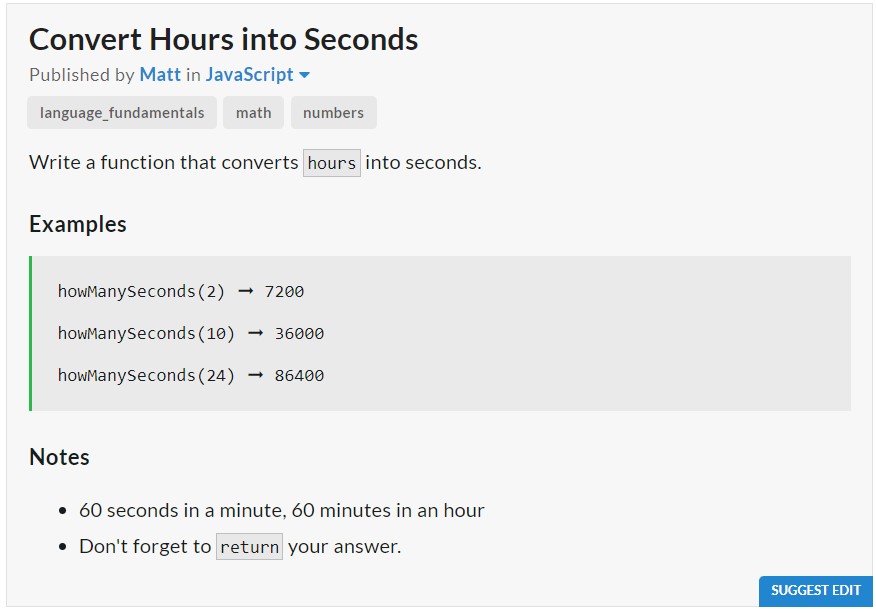 Convert Hours into Seconds
Published by Matt in JavaScript
language_fundamentals math numbers
Write a function that converts hours into seconds.
Examples
howManySeconds(2) ➞ 7200
howManySeconds(10) ➞ 36000
howManySeconds(24) ➞ 86400
Notes
• 60 seconds in a minute, 60 minutes in an hour
• Don't forget to return your answer.
SUGGEST EDIT